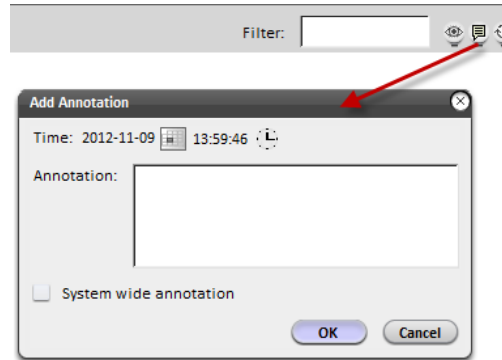 Filter:
Add Annotation
Time: 2012-11-09 13:59:46
Annotation:
System wide annotation
OK Cancel